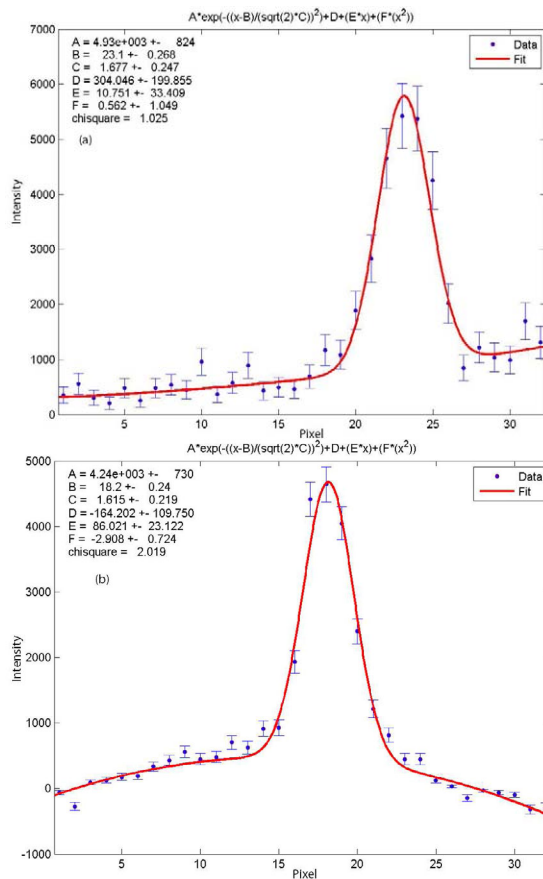 A*exp(-((x-B)/(sqrt(2)*C))²)+D+(E*x)+(F*(x²))
7000
6000
5000
4000
3000
2000
1000
0
Intensity
A = 4.93e+003 +- 824
B = 23.1 +- 0.268
C = 1.677 +- 0.247
D = 304.046 +- 199.855
E = 10.751 +- 33.409
F = 0.562 +- 1.049
chisquare = 1.025
(a)
Data
Fit
5 10 15 20 25 30
Pixel
A*exp(-((x-B)/(sqrt(2)*C))²)+D+(E*x)+(F*(x²))
5000
4000
3000
2000
1000
0
-1000
Intensity
A = 4.24e+003 +- 730
B = 18.2 +- 0.24
C = 1.615 +- 0.219
D = -164.202 +- 109.750
E = 86.021 +- 23.122
F = -2.908 +- 0.724
chisquare = 2.019
(b)
Data
Fit
5 10 15 20 25 30
Pixel